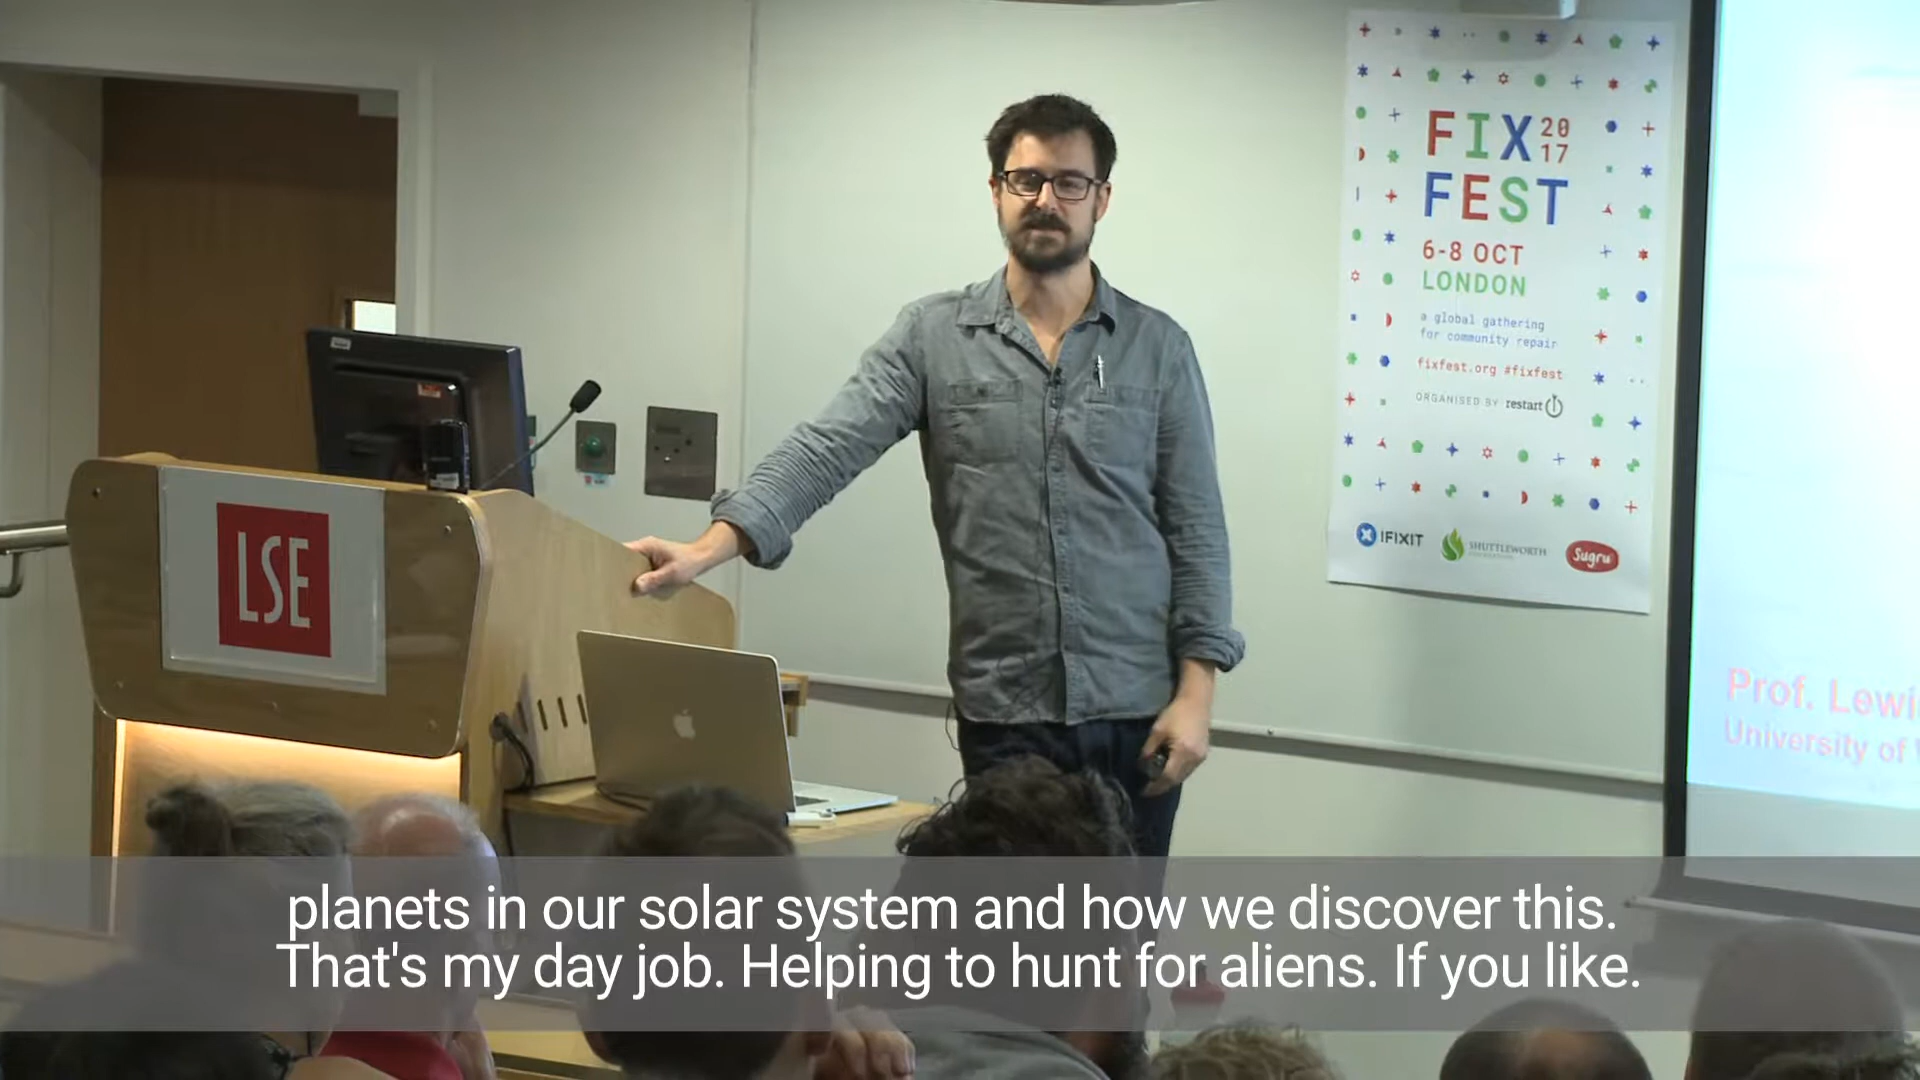 FIX 20
17
FEST
6-8 OCT
LONDON
a global gathering
for community repair
fixfest.org #fixfest
ORGANISED BY restart
IFIXIT
SHUTTLEWORTH
Sugru
LSE
Prof. Lewi
University of
planets in our solar system and how we discover this.
That's my day job. Helping to hunt for aliens. If you like.